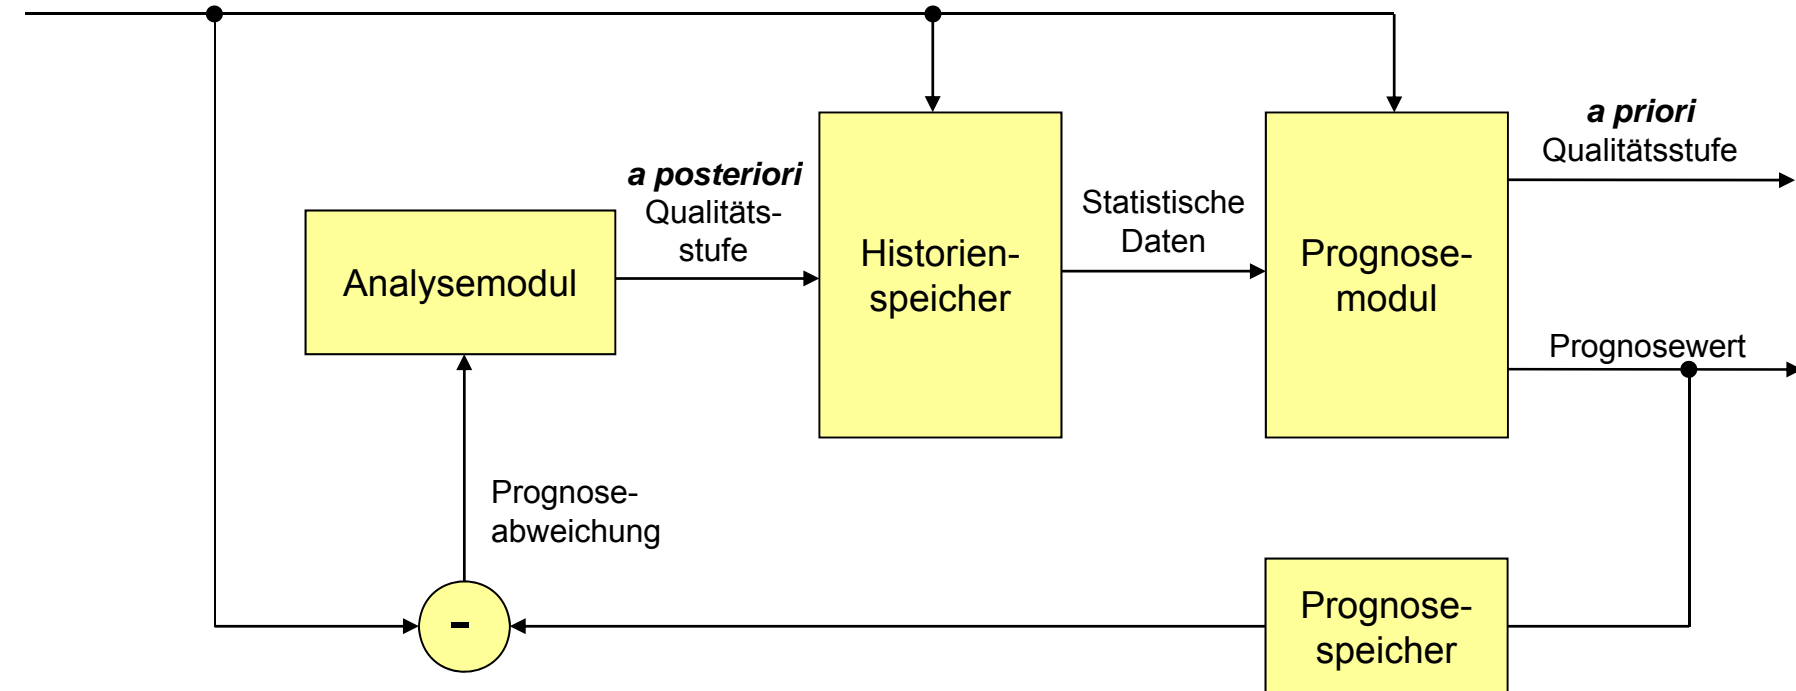 a priori
Qualitätsstufe
a posteriori
Qualitäts-
stufe
Statistische
Daten
Analysemodul
Historien-
speicher
Prognose-
modul
Prognosewert
Prognose-
abweichung
-
Prognose-
speicher